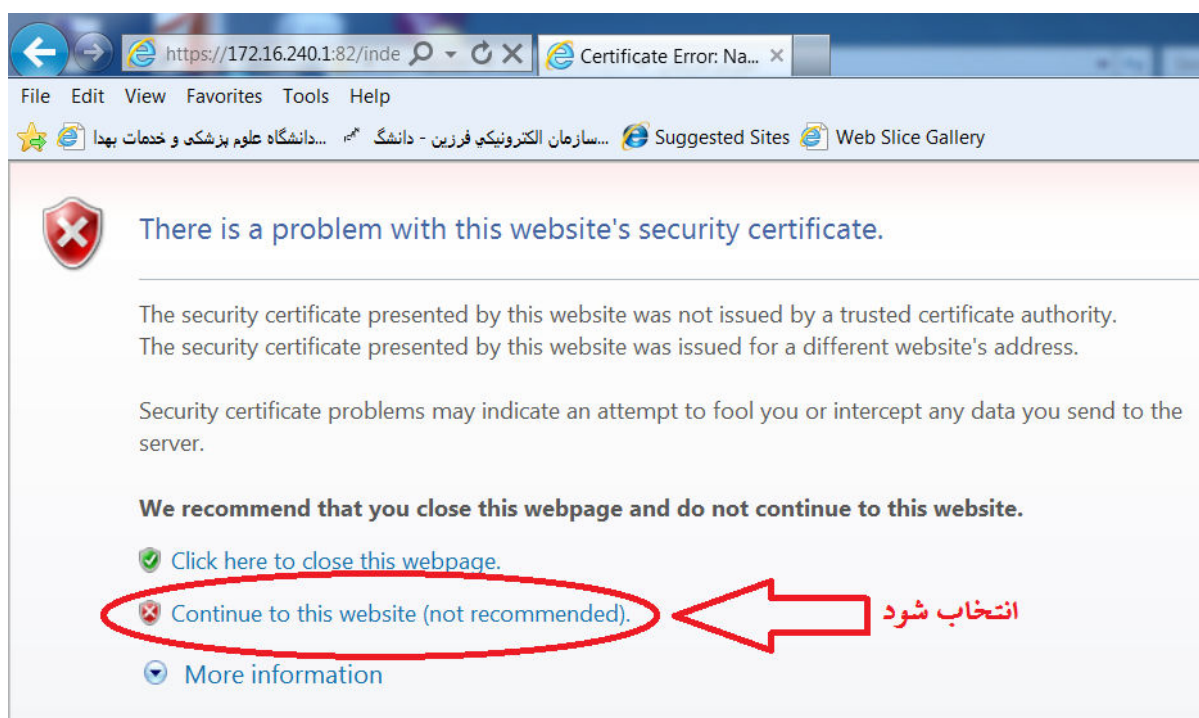 https://172.16.240.1:82/inde
Certificate Error: Na...
File Edit View Favorites Tools Help
دانشگاه علوم پزشکی و خدمات بهدا...
سازمان الکترونیکي فرزین - دانشگ...
Suggested Sites
Web Slice Gallery
There is a problem with this website's security certificate.
The security certificate presented by this website was not issued by a trusted certificate authority.
The security certificate presented by this website was issued for a different website's address.
Security certificate problems may indicate an attempt to fool you or intercept any data you send to the
server.
We recommend that you close this webpage and do not continue to this website.
Click here to close this webpage.
Continue to this website (not recommended).
انتخاب شود
More information